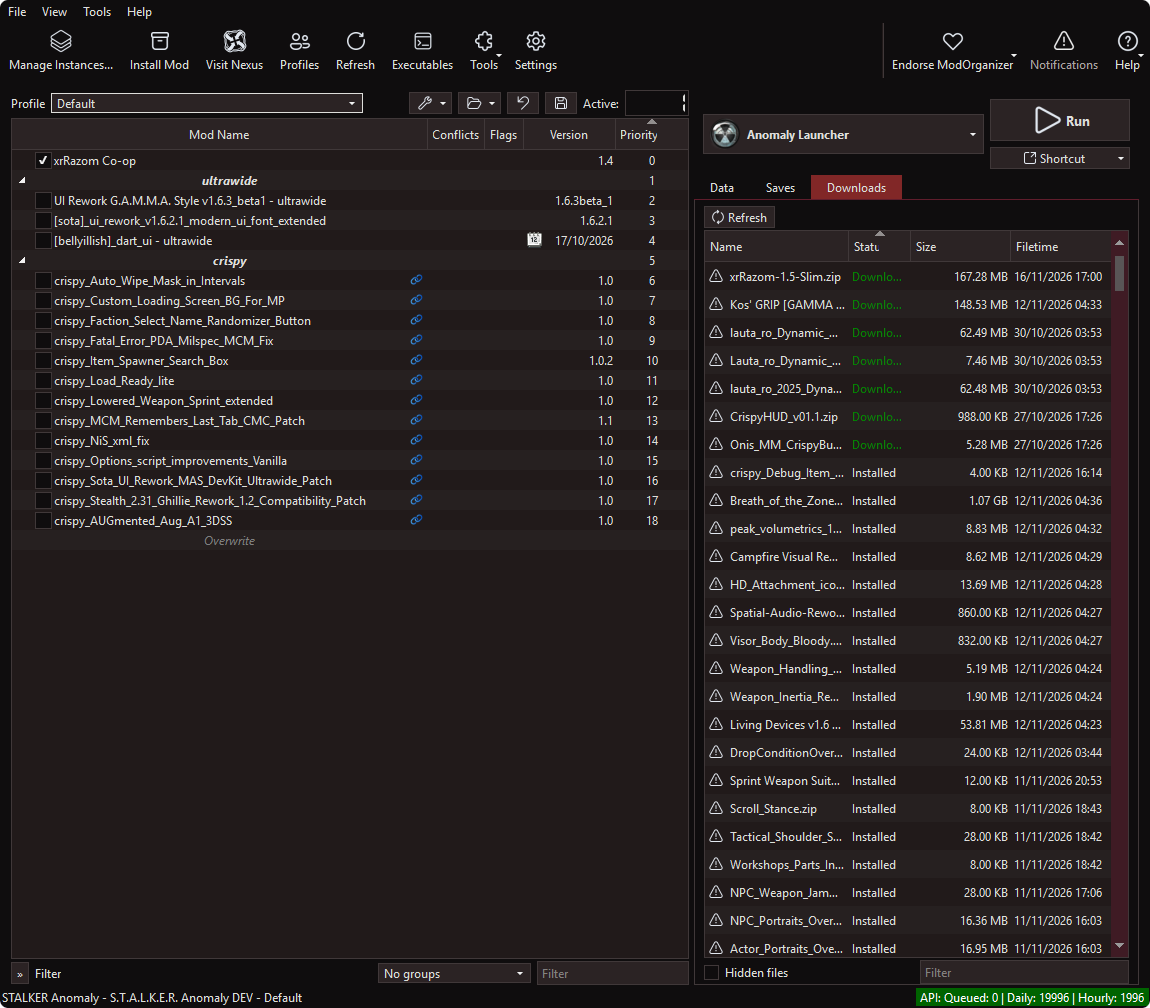 File View Tools Help
Manage Instances... Install Mod Visit Nexus Profiles Refresh Executables Tools Settings Endorse ModOrganizer Notifications Help
Profile Default Active:
Mod Name Conflicts Flags Version Priority
xrRazom Co-op 1.4 0
ultrawide 1
UI Rework G.A.M.M.A. Style v1.6.3_beta1 - ultrawide 1.6.3beta_1 2
[sota]_ui_rework_v1.6.2.1_modern_ui_font_extended 1.6.2.1 3
[bellyillish]_dart_ui - ultrawide 12 17/10/2026 4
crispy 5
crispy_Auto_Wipe_Mask_in_Intervals 1.0 6
crispy_Custom_Loading_Screen_BG_For_MP 1.0 7
crispy_Faction_Select_Name_Randomizer_Button 1.0 8
crispy_Fatal_Error_PDA_Milspec_MCM_Fix 1.0 9
crispy_Item_Spawner_Search_Box 1.0.2 10
crispy_Load_Ready_lite 1.0 11
crispy_Lowered_Weapon_Sprint_extended 1.0 12
crispy_MCM_Remembers_Last_Tab_CMC_Patch 1.1 13
crispy_NiS_xml_fix 1.0 14
crispy_Options_script_improvements_Vanilla 1.0 15
crispy_Sota_UI_Rework_MAS_DevKit_Ultrawide_Patch 1.0 16
crispy_Stealth_2.31_Ghillie_Rework_1.2_Compatibility_Patch 1.0 17
crispy_AUGmented_Aug_A1_3DSS 1.0 18
Overwrite
» Filter No groups Filter
Anomaly Launcher Run
Shortcut
Data Saves Downloads
Refresh
Name Statu Size Filetime
xrRazom-1.5-Slim.zip Downlo... 167.28 MB 16/11/2026 17:00
Kos' GRIP [GAMMA ... Downlo... 148.53 MB 12/11/2026 04:33
lauta_ro_Dynamic_... Downlo... 62.49 MB 30/10/2026 03:53
Lauta_ro_Dynamic_... Downlo... 7.46 MB 30/10/2026 03:53
lauta_ro_2025_Dyna... Downlo... 62.48 MB 30/10/2026 03:53
CrispyHUD_v01.1.zip Downlo... 988.00 KB 27/10/2026 17:26
Onis_MM_CrispyBu... Downlo... 5.28 MB 27/10/2026 17:26
crispy_Debug_Item_... Installed 4.00 KB 12/11/2026 16:14
Breath_of_the_Zone... Installed 1.07 GB 12/11/2026 04:36
peak_volumetrics_1... Installed 8.83 MB 12/11/2026 04:32
Campfire Visual Re... Installed 8.62 MB 12/11/2026 04:29
HD_Attachment_ico... Installed 13.69 MB 12/11/2026 04:28
Spatial-Audio-Rewo... Installed 860.00 KB 12/11/2026 04:27
Visor_Body_Bloody.... Installed 832.00 KB 12/11/2026 04:27
Weapon_Handling_... Installed 5.19 MB 12/11/2026 04:24
Weapon_Inertia_Re... Installed 1.90 MB 12/11/2026 04:24
Living Devices v1.6 ... Installed 53.81 MB 12/11/2026 04:23
DropConditionOver... Installed 24.00 KB 12/11/2026 03:44
Sprint Weapon Suit... Installed 12.00 KB 11/11/2026 20:53
Scroll_Stance.zip Installed 8.00 KB 11/11/2026 18:43
Tactical_Shoulder_S... Installed 28.00 KB 11/11/2026 18:42
Workshops_Parts_In... Installed 8.00 KB 11/11/2026 18:42
NPC_Weapon_Jam... Installed 28.00 KB 11/11/2026 17:06
NPC_Portraits_Over... Installed 16.36 MB 11/11/2026 16:03
Actor_Portraits_Ove... Installed 16.95 MB 11/11/2026 16:03
Hidden files Filter
STALKER Anomaly - S.T.A.L.K.E.R. Anomaly DEV - Default API: Queued: 0 | Daily: 19996 | Hourly: 1996